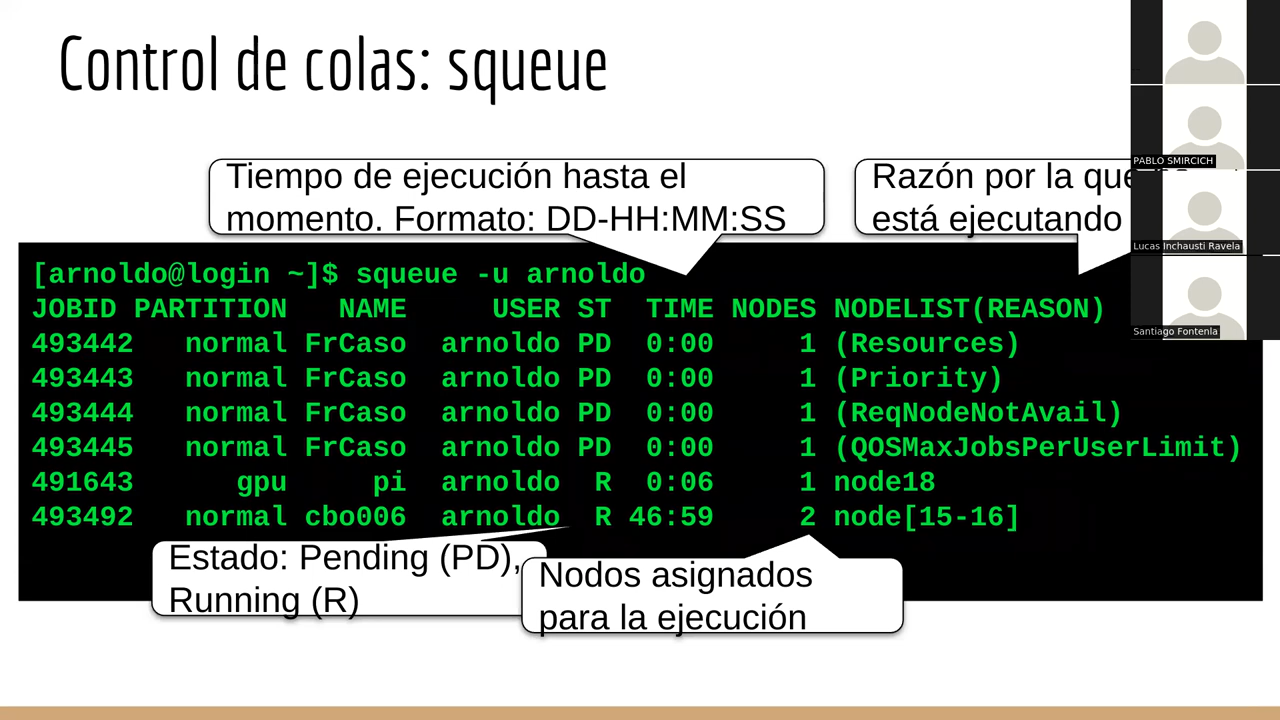 Control de colas: squeue
Tiempo de ejecución hasta el
momento. Formato: DD-HH:MM:SS
Razón por la que
está ejecutando
PABLO SMIRCICH
Lucas Inchausti Ravela
Santiago Fontenla
[arnoldo@login ~]$ squeue -u arnoldo
JOBID PARTITION NAME USER ST TIME NODES NODELIST(REASON)
493442 normal FrCaso arnoldo PD 0:00 1 (Resources)
493443 normal FrCaso arnoldo PD 0:00 1 (Priority)
493444 normal FrCaso arnoldo PD 0:00 1 (ReqNodeNotAvail)
493445 normal FrCaso arnoldo PD 0:00 1 (QOSMaxJobsPerUserLimit)
491643 gpu pi arnoldo R 0:06 1 node18
493492 normal cbo006 arnoldo R 46:59 2 node[15-16]
Estado: Pending (PD),
Running (R)
Nodos asignados
para la ejecución